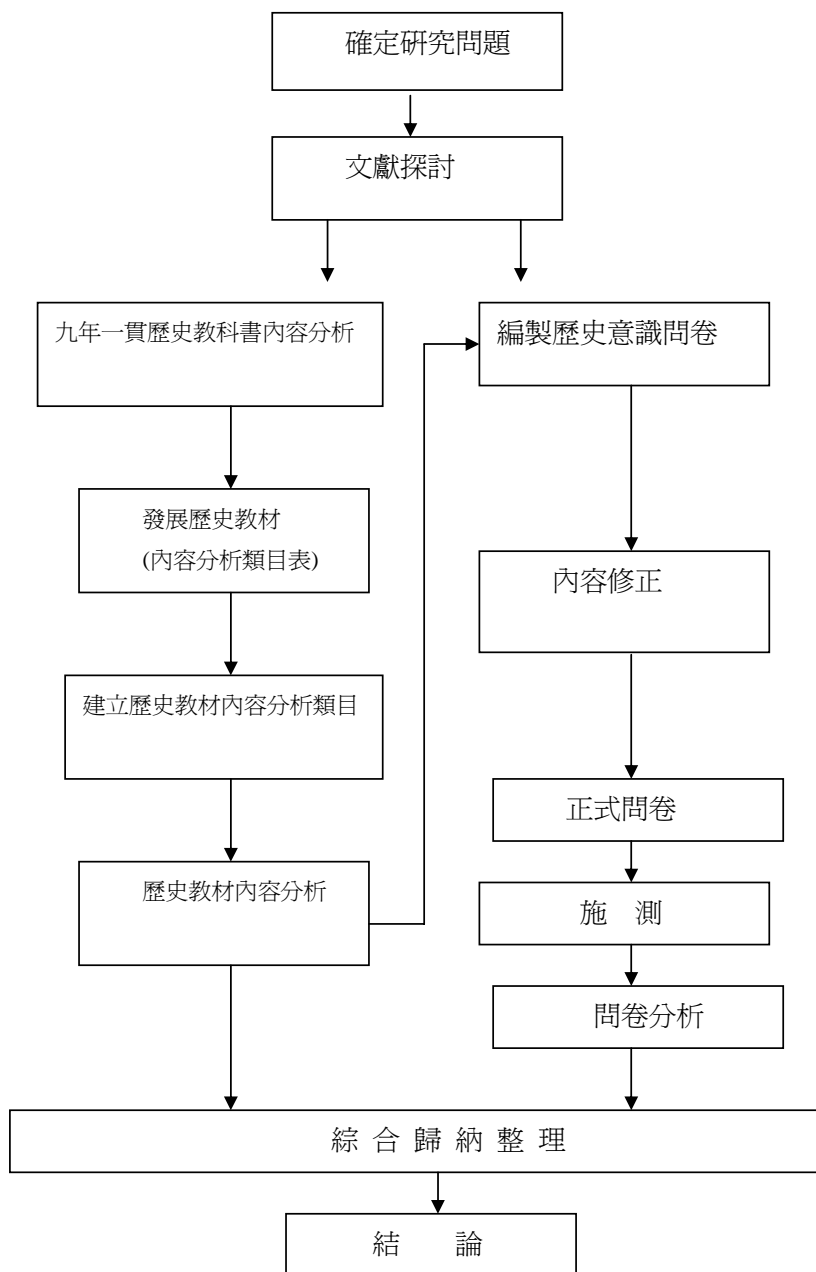 確定研究問題
文獻探討
九年一貫歷史教科書內容分析
發展歷史教材
(內容分析類目表)
建立歷史教材內容分析類目
歷史教材內容分析
編製歷史意識問卷
內容修正
正式問卷
施　測
問卷分析
綜 合 歸 納 整 理
結　　論